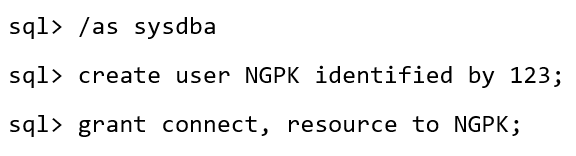 sql> /as sysdba
sql> create user NGPK identified by 123;
sql> grant connect, resource to NGPK;